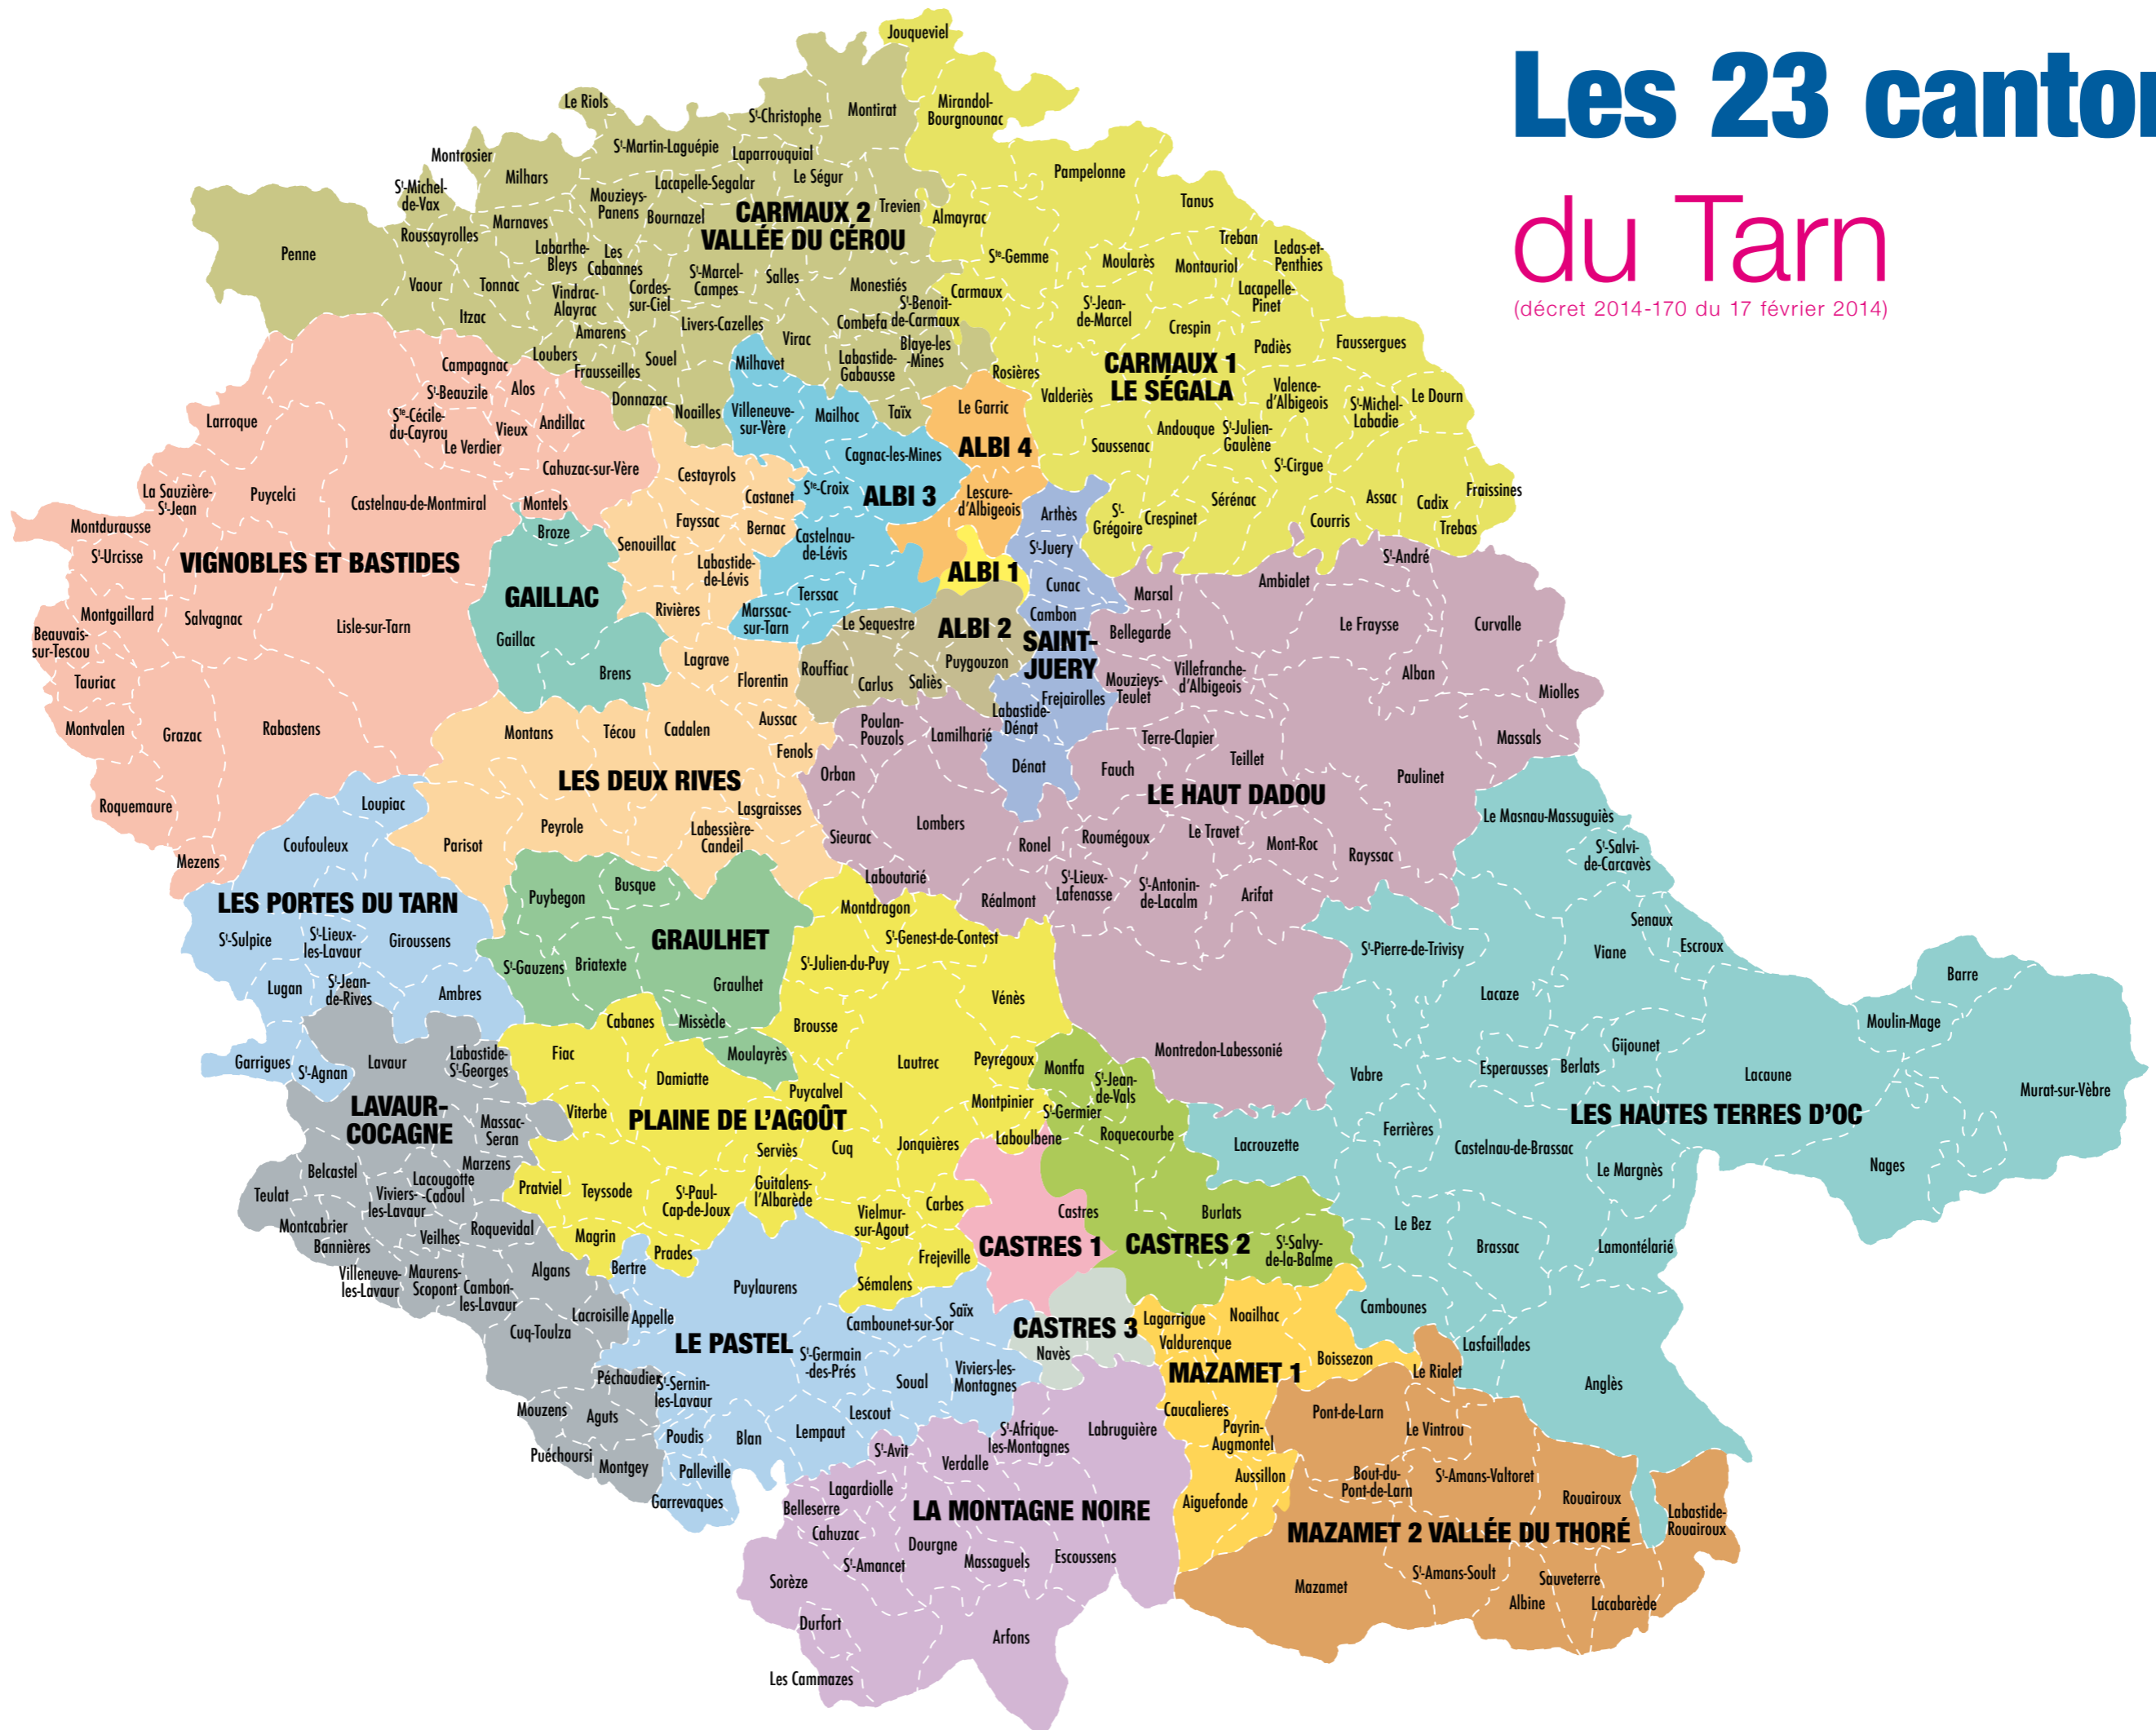 Les 23 canton
du Tarn
(décret 2014-170 du 17 février 2014)
Jouqueviel
Mirandol-
Bourgnounac
Montirat
St-Christophe
Le Riols
St-Martin-Laguépie
Laparrouquial
Montrosier
Milhars
Lacapelle-Segalar
Le Ségur
St-Michel-
de-Vax
Mouzieys-
Panens
Bournazel
CARMAUX 2
VALLÉE DU CÉROU
Trevien
Marnaves
Roussayrolles
Penne
Labarthe-
Bleys
Les
Cabannes
Vaour
Tonnac
Vindrac-
Alayrac
Cordes-
sur-Ciel
St-Marcel-
Campes
Salles
Monestiés
St-Benoit-
de-Carmaux
Combefa
Itzac
Amarens
Livers-Cazelles
Virac
Blaye-les
-Mines
Labastide-
Gabausse
Loubers
Frausseilles
Souel
Donnazac
Noailles
Taïx
Pampelonne
Tanus
Almayrac
Ste-Gemme
Moularès
Treban
Montauriol
Ledas-et-
Penthies
Carmaux
St-Jean-
de-Marcel
Lacapelle-
Pinet
Crespin
Padiès
Faussergues
Rosières
CARMAUX 1
LE SÉGALA
Valderiès
Valence-
d'Albigeois
St-Michel-
Labadie
Le Dourn
Andouque
St-Julien-
Gaulène
Saussenac
St-Cirgue
Sérénac
Assac
Cadix
Fraissines
St-
Grégoire
Crespinet
Courris
Trebas
Milhavet
Villeneuve-
sur-Vère
Mailhoc
Cagnac-les-Mines
Ste-Croix
ALBI 3
Castelnau-
de-Lévis
Terssac
Marssac-
sur-Tarn
Le Garric
ALBI 4
Lescure-
d'Albigeois
ALBI 1
Le Sequestre
ALBI 2
Puygouzon
Rouffiac
Carlus
Saliès
Arthès
St-Juery
Cunac
Cambon
SAINT-
JUERY
Frejairolles
Labastide-
Dénat
Dénat
Campagnac
St-Beauzile
Alos
Larroque
Ste-Cécile-
du-Cayrou
Vieux
Andillac
Le Verdier
Cahuzac-sur-Vère
La Sauzière-
St-Jean
Puycelci
Castelnau-de-Montmiral
Montels
Montdurausse
St-Urcisse
VIGNOBLES ET BASTIDES
Montgaillard
Salvagnac
Lisle-sur-Tarn
Beauvais-
sur-Tescou
Tauriac
Montvalen
Grazac
Rabastens
Roquemaure
Mezens
Broze
GAILLAC
Gaillac
Brens
Cestayrols
Castanet
Fayssac
Bernac
Senouillac
Labastide-
de-Lévis
Rivières
Lagrave
Florentin
Montans
Técou
Cadalen
Aussac
Fenols
LES DEUX RIVES
Lasgraisses
Peyrole
Labessière-
Candeil
Parisot
St-André
Ambialet
Marsal
Bellegarde
Le Fraysse
Curvalle
Mouzieys-
Teulet
Villefranche-
d'Albigeois
Alban
Miolles
Poulan-
Pouzols
Lamilharié
Terre-Clapier
Teillet
Massals
Orban
Fauch
Paulinet
LE HAUT DADOU
Sieurac
Lombers
Ronel
Roumégoux
Le Travet
Mont-Roc
Rayssac
Laboutarié
Réalmont
St-Lieux-
Lafenasse
St-Antonin-
de-Lacalm
Arifat
Montredon-Labessonié
Loupiac
Coufouleux
LES PORTES DU TARN
St-Sulpice
St-Lieux-
les-Lavaur
Giroussens
Lugan
St-Jean-
de-Rives
Ambres
Garrigues
St-Agnan
Puybegon
Busque
GRAULHET
St-Gauzens
Briatexte
Graulhet
Missècle
Moulayrès
Montdragon
St-Genest-de-Contest
St-Julien-du-Puy
Vénès
Cabanes
Brousse
Fiac
Lautrec
Peyregoux
Damiatte
Puycalvel
Montpinier
Viterbe
PLAINE DE L'AGOÛT
Serviès
Cuq
Jonquières
Laboulbene
Pratviel
Teyssode
St-Paul-
Cap-de-Joux
Guitalens-
l'Albarède
Vielmur-
sur-Agout
Carbes
Magrin
Prades
Frejeville
Sémalens
Lavaur
Labastide-
St-Georges
LAVAUR-
COCAGNE
Massac-
Seran
Marzens
Belcastel
Lacougotte
-Cadoul
Teulat
Viviers-
les-Lavaur
Montcabrier
Veilhes
Roquevidal
Bannières
Villeneuve-
les-Lavaur
Maurens-
Scopont
Cambon-
les-Lavaur
Algans
Lacroisille
Cuq-Toulza
Péchaudier
Mouzens
Aguts
Puéchoursi
Montgey
Bertre
Puylaurens
Appelle
LE PASTEL
Saïx
Cambounet-sur-Sor
St-Germain
-des-Prés
Viviers-les-
Montagnes
Soual
St-Sernin-
les-Lavaur
Lescout
Poudis
Blan
Lempaut
Palleville
Garrevaques
Montfa
St-Jean-
de-Vals
St-Germier
Roquecourbe
Burlats
CASTRES 2
St-Salvy-
de-la-Balme
Castres
CASTRES 1
CASTRES 3
Navès
Le Masnau-Massuguiès
St-Salvi-
de-Carcavès
Senaux
Escroux
Viane
St-Pierre-de-Trivisy
Lacaze
Barre
Moulin-Mage
Gijounet
Esperausses
Berlats
Lacaune
Murat-sur-Vèbre
Vabre
LES HAUTES TERRES D'OC
Ferrières
Lacrouzette
Castelnau-de-Brassac
Le Margnès
Nages
Le Bez
Brassac
Lamontélarié
Cambounes
Lasfaillades
Anglès
Lagarrigue
Noailhac
Valdurenque
MAZAMET 1
Boissezon
Caucalieres
Payrin-
Augmontel
Aussillon
Aiguefonde
Le Rialet
Pont-de-Larn
Le Vintrou
Bout-du-
Pont-de-Larn
St-Amans-Valtoret
Rouairoux
Labastide-
Rouairoux
MAZAMET 2 VALLÉE DU THORÉ
Mazamet
St-Amans-Soult
Sauveterre
Albine
Lacabarède
St-Afrique-
les-Montagnes
Labruguière
St-Avit
Verdalle
Lagardiolle
Belleserre
LA MONTAGNE NOIRE
Cahuzac
Dourgne
St-Amancet
Massaguels
Escoussens
Sorèze
Durfort
Arfons
Les Cammazes